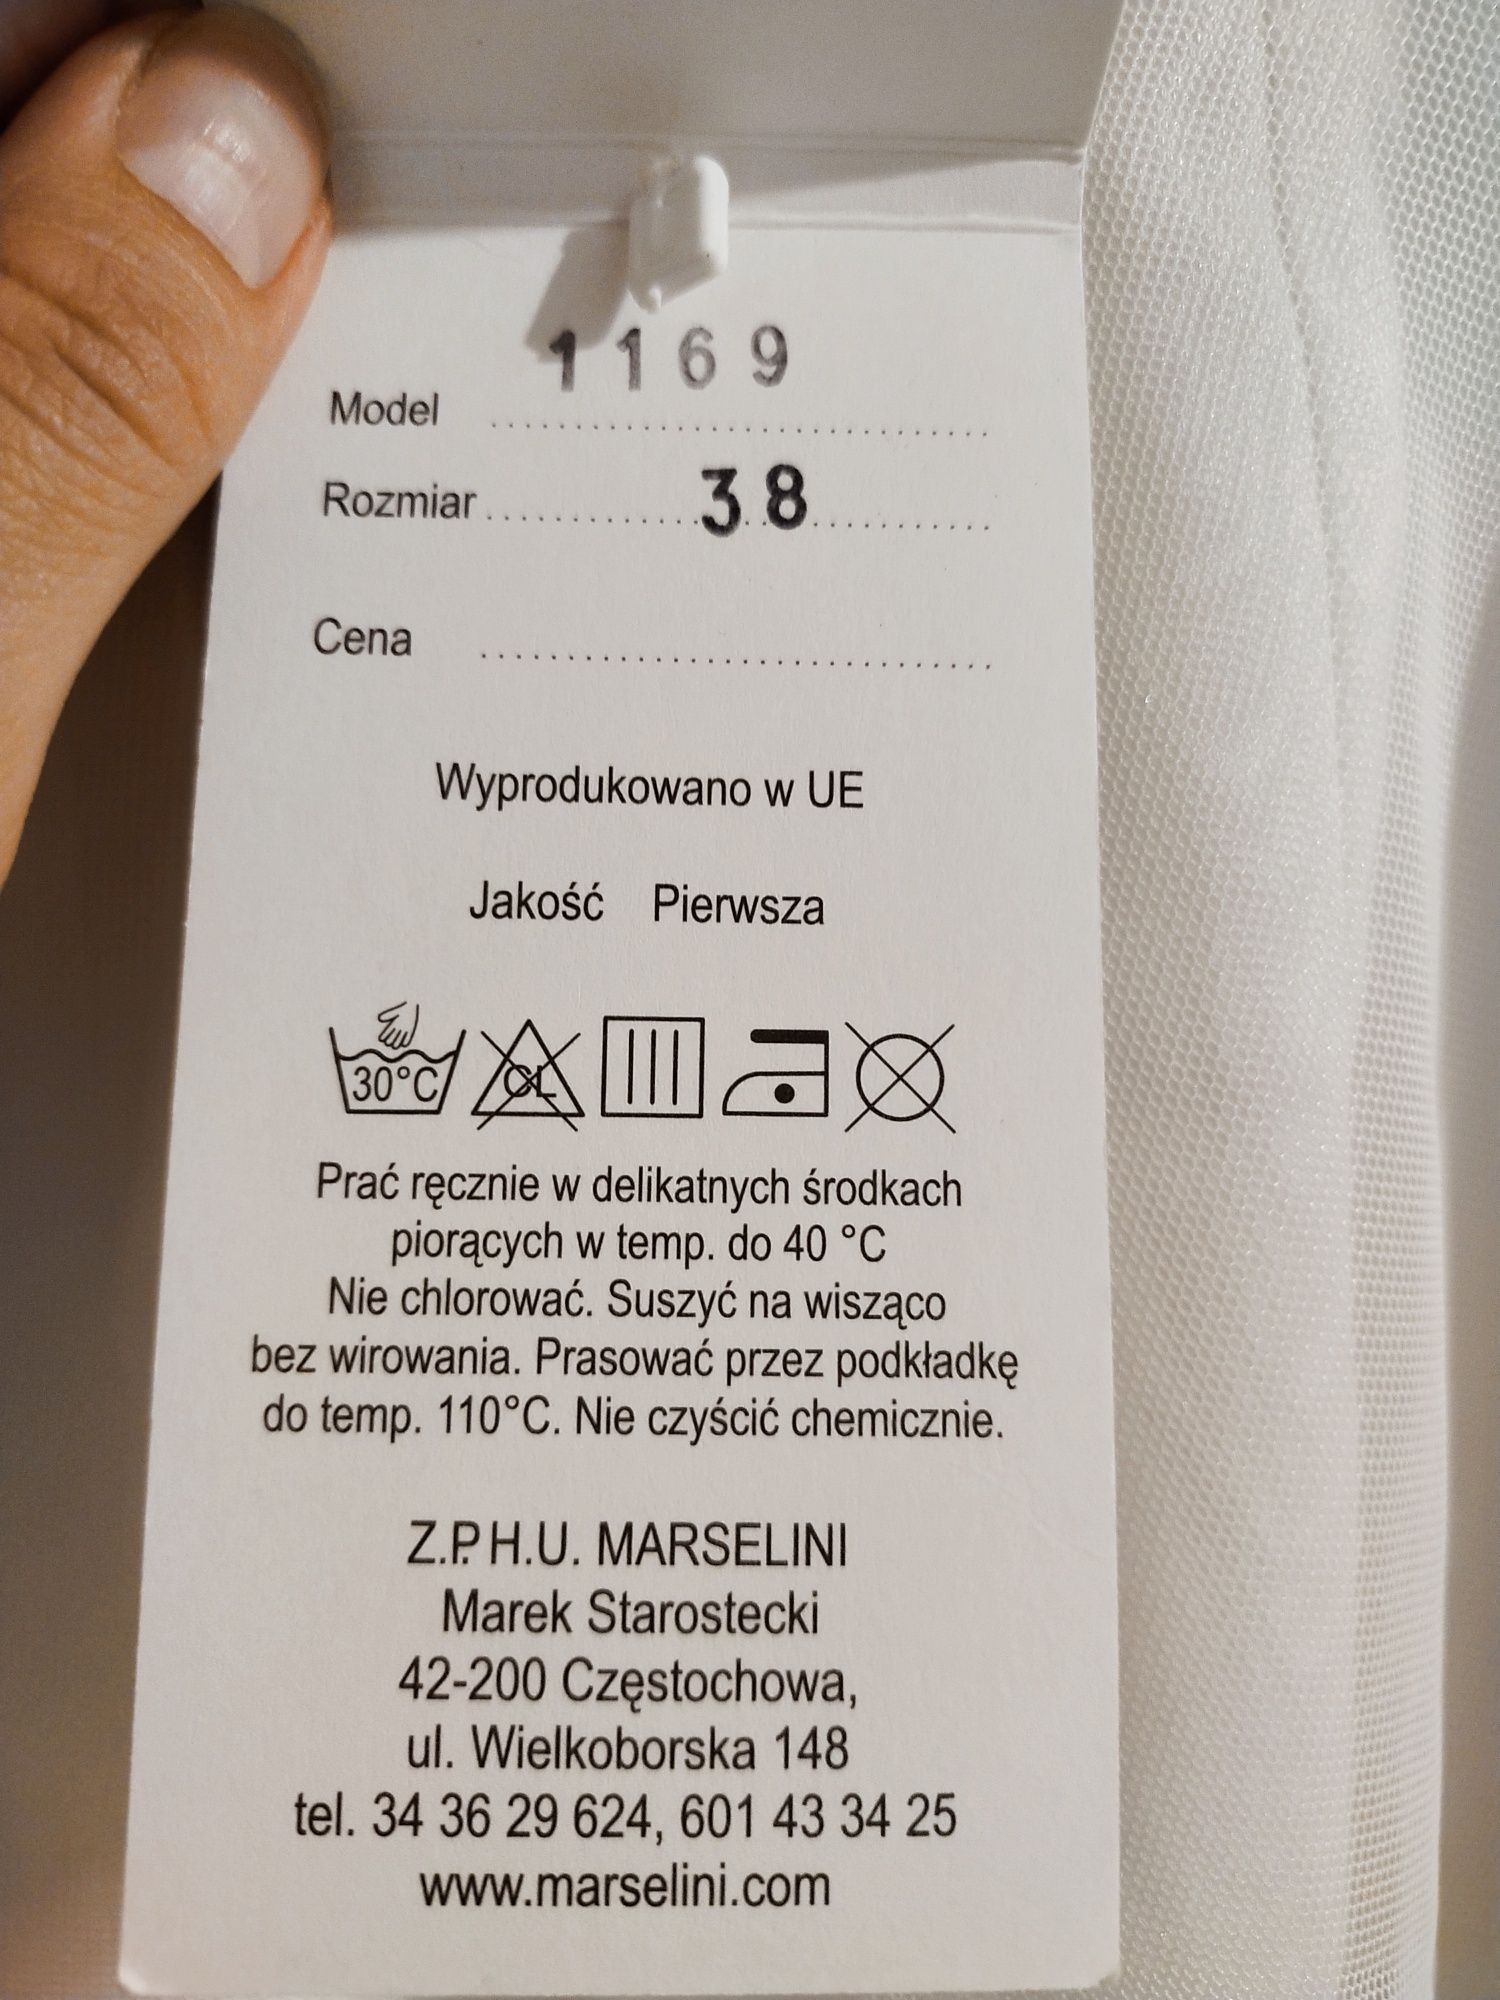 1169
Model ..............................
Rozmiar ........38............
Cena ..............................
Wyprodukowano w UE
Jakość Pierwsza
30°C CL
Prać ręcznie w delikatnych środkach
piorących w temp. do 40 °C
Nie chlorować. Suszyć na wisząco
bez wirowania. Prasować przez podkładkę
do temp. 110°C. Nie czyścić chemicznie.
Z.P.H.U. MARSELINI
Marek Starostecki
42-200 Częstochowa,
ul. Wielkoborska 148
tel. 34 36 29 624, 601 43 34 25
www.marselini.com